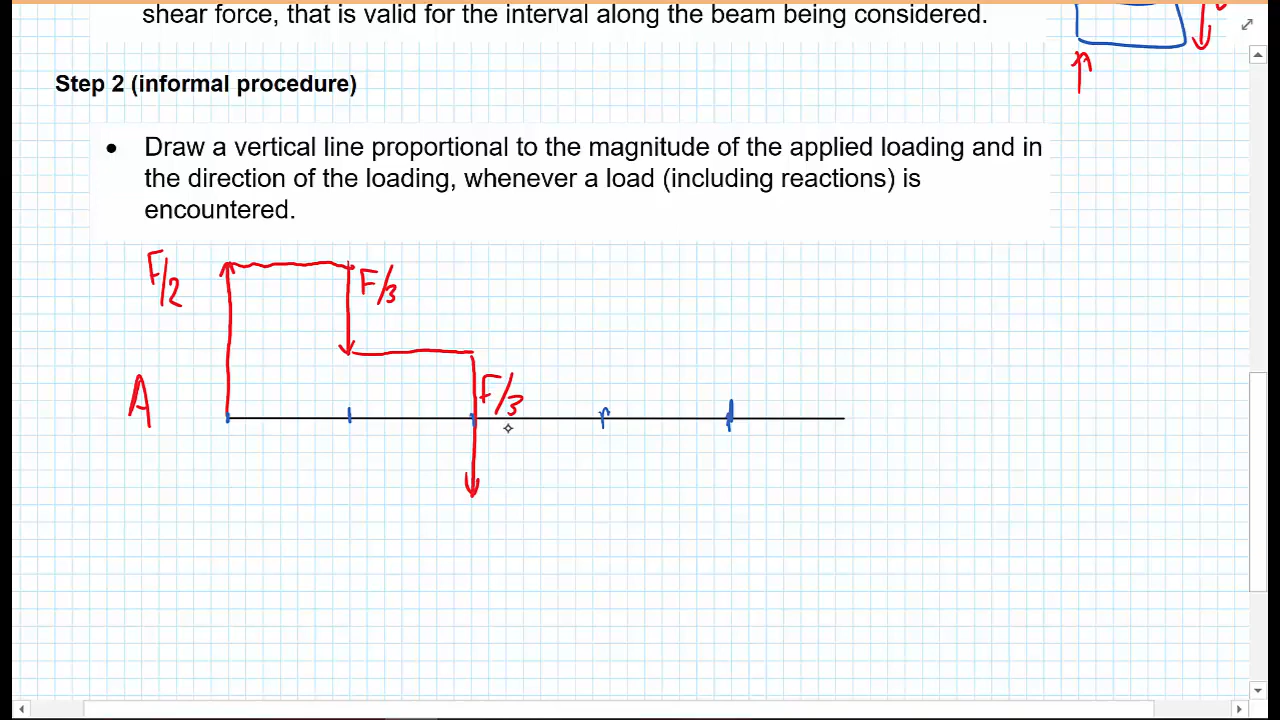 shear force, that is valid for the interval along the beam being considered.
Step 2 (informal procedure)
• Draw a vertical line proportional to the magnitude of the applied loading and in
the direction of the loading, whenever a load (including reactions) is
encountered.
F/2
F/3
F/3
A